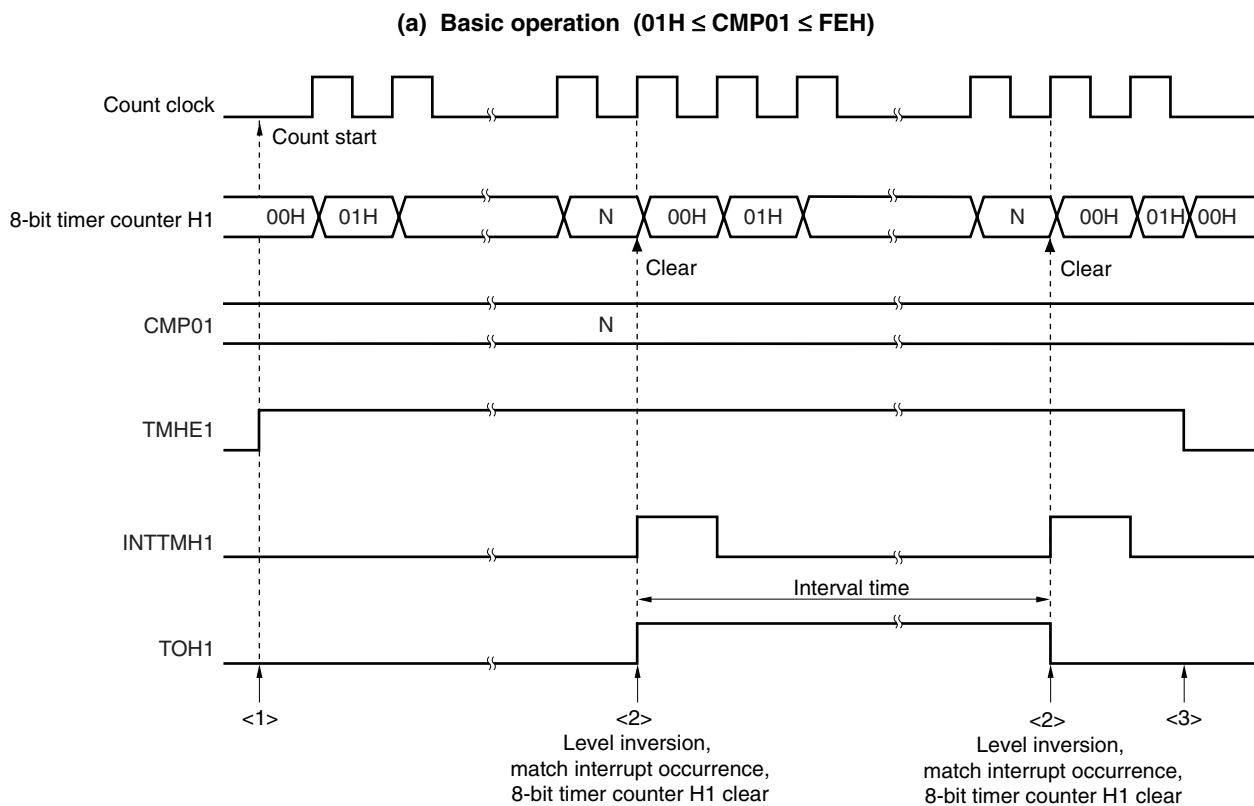 (a) Basic operation (01H ≤ CMP01 ≤ FEH)
Count clock
Count start
8-bit timer counter H1
00H 01H N 00H 01H N 00H 01H 00H
Clear Clear
CMP01 N
TMHE1
INTTMH1
Interval time
TOH1
<1> <2> <2> <3>
Level inversion, Level inversion,
match interrupt occurrence, match interrupt occurrence,
8-bit timer counter H1 clear 8-bit timer counter H1 clear